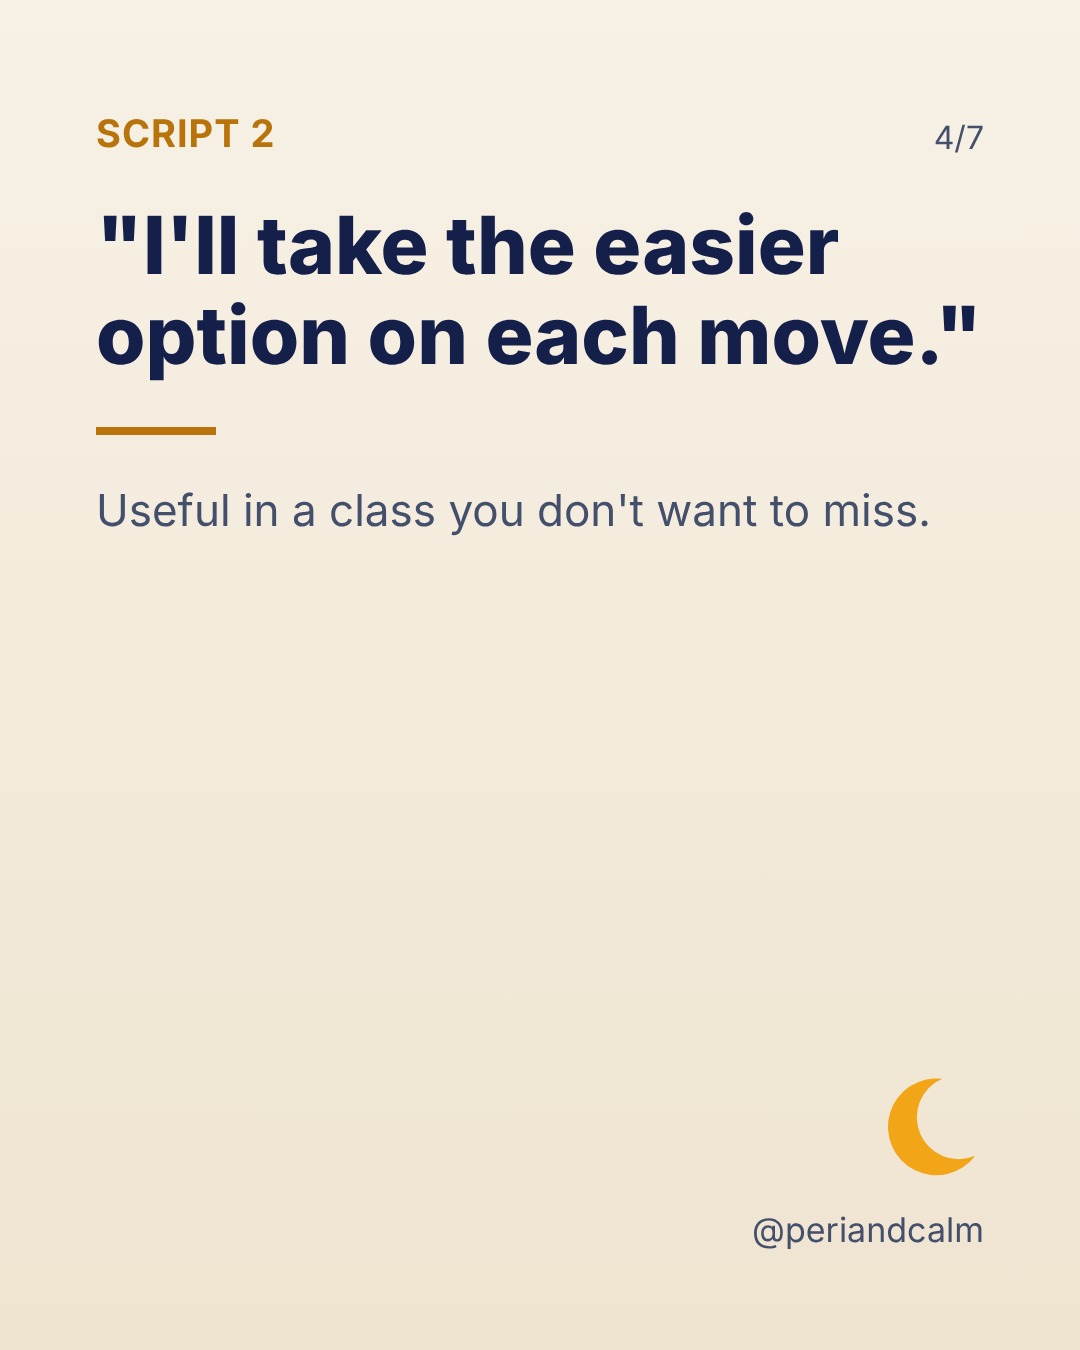 SCRIPT 2
4/7
"I'll take the easier
option on each move."
Useful in a class you don't want to miss.
@periandcalm